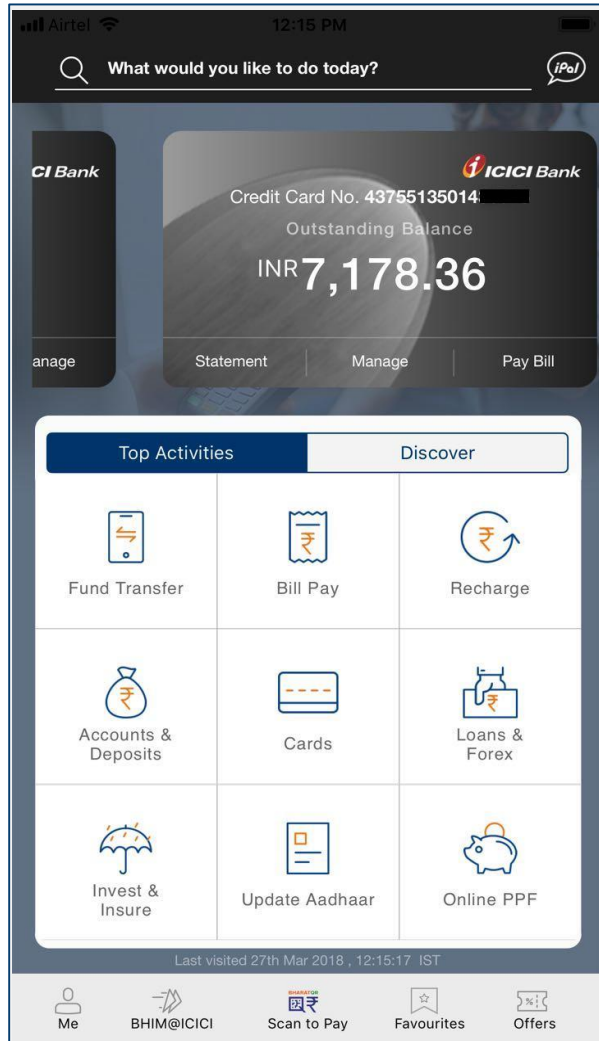 Airtel 12:15 PM
What would you like to do today?
iPal
CI Bank
ICICI Bank
Credit Card No. 43755135014
Outstanding Balance
INR 7,178.36
anage
Statement Manage Pay Bill
Top Activities Discover
Fund Transfer Bill Pay Recharge
Accounts &
Deposits
Cards
Loans &
Forex
Invest &
Insure
Update Aadhaar
Online PPF
Last visited 27th Mar 2018 , 12:15:17 IST
BHARATQR
Me BHIM@ICICI Scan to Pay Favourites Offers